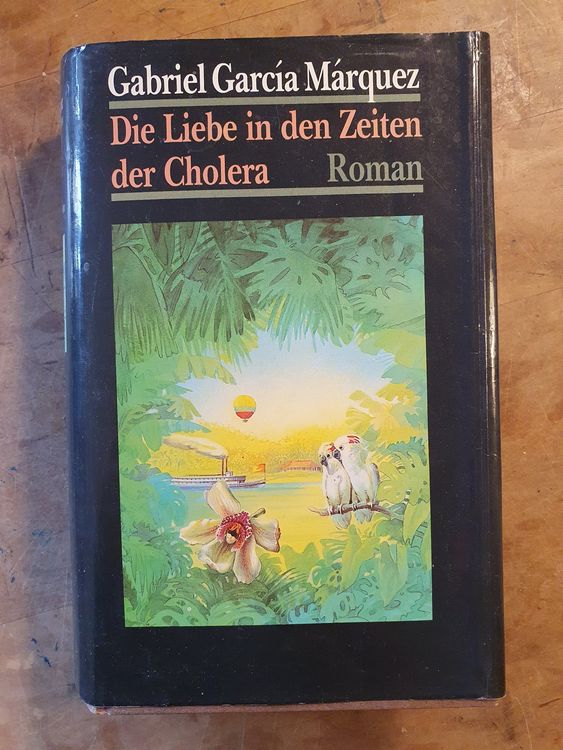 Gabriel García Márquez
Die Liebe in den Zeiten
der Cholera Roman